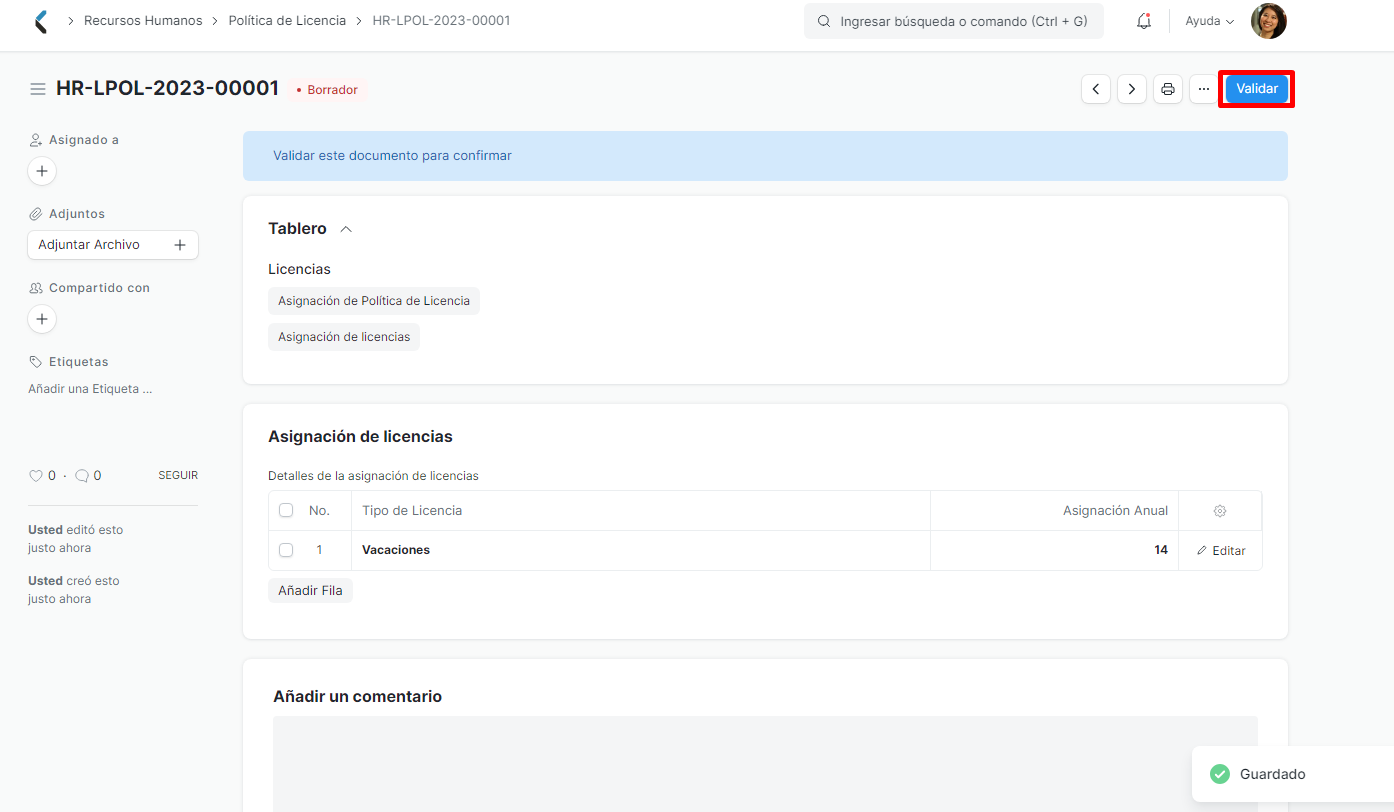 Recursos Humanos > Política de Licencia > HR-LPOL-2023-00001
Ingresar búsqueda o comando (Ctrl + G)
Ayuda
HR-LPOL-2023-00001
• Borrador
Validar
Asignado a
Adjuntos
Adjuntar Archivo
Compartido con
Etiquetas
Añadir una Etiqueta ...
0 · 0 SEGUIR
Usted editó esto
justo ahora
Usted creó esto
justo ahora
Validar este documento para confirmar
Tablero
Licencias
Asignación de Política de Licencia
Asignación de licencias
Asignación de licencias
Detalles de la asignación de licencias
No. Tipo de Licencia Asignación Anual
1 Vacaciones 14 Editar
Añadir Fila
Añadir un comentario
Guardado